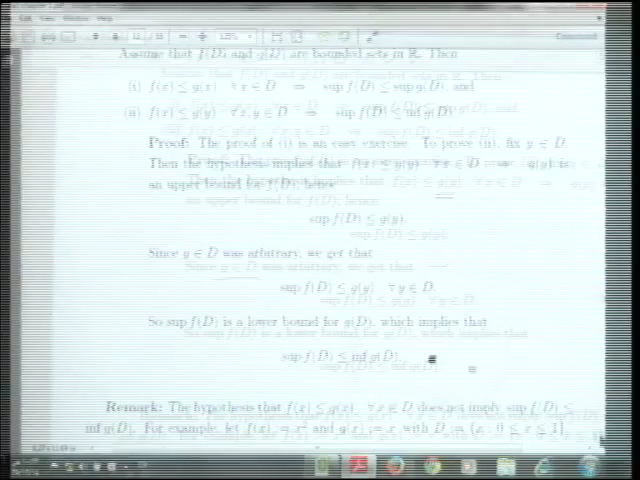 Assume that f(D) and g(D) are bounded sets in ℝ. Then
(i) f(x) ≤ g(x) ∀ x ∈ D ⇒ sup f(D) ≤ sup g(D), and
(ii) f(x) ≤ g(y) ∀ x, y ∈ D ⇒ sup f(D) ≤ inf g(D).
Proof: The proof of (i) is an easy exercise. To prove (ii), fix y ∈ D.
Then the hypothesis implies that f(x) ≤ g(y) ∀ x ∈ D ⇒ g(y) is
an upper bound for f(D), hence
sup f(D) ≤ g(y).
Since y ∈ D was arbitrary, we get that
sup f(D) ≤ g(y) ∀ y ∈ D.
So sup f(D) is a lower bound for g(D), which implies that
sup f(D) ≤ inf g(D).
Remark: The hypothesis that f(x) ≤ g(x) ∀ x ∈ D does not imply sup f(D) ≤
inf g(D). For example, let f(x) := x² and g(x) := x with D := {x : 0 ≤ x ≤ 1}